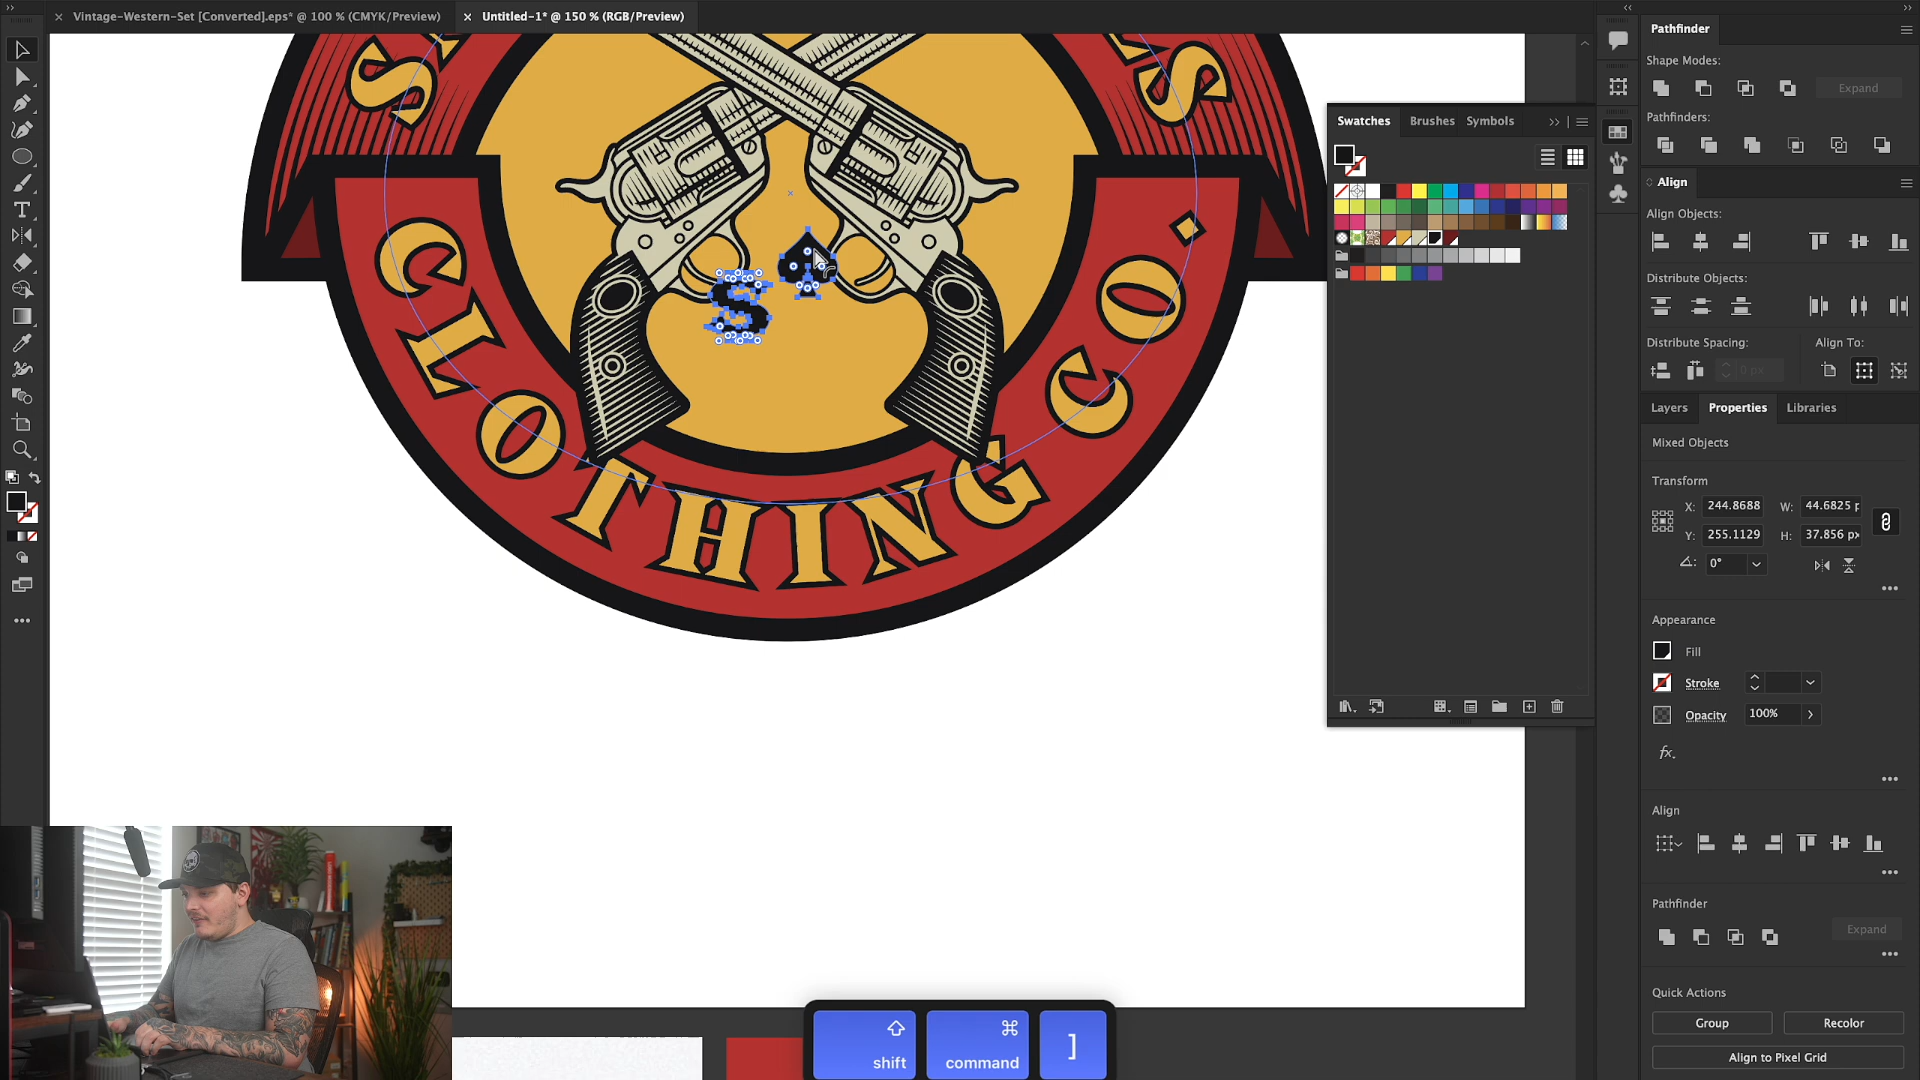 Vintage-Western-Set [Converted].eps* @ 100 % (CMYK/Preview)
Untitled-1* @ 150 % (RGB/Preview)
S
S
CLOTHING CO.
S
Swatches
Brushes
Symbols
Pathfinder
Shape Modes:
Expand
Pathfinders:
Align
Align Objects:
Distribute Objects:
Distribute Spacing:
Align To:
0 px
Layers
Properties
Libraries
Mixed Objects
Transform
X: 244.8688
W: 44.6825 p
Y: 255.1129
H: 37.856 px
0°
Appearance
Fill
Stroke
Opacity
100%
fx.
Align
Pathfinder
Expand
Quick Actions
Group
Recolor
Align to Pixel Grid
shift
⌘
command
]